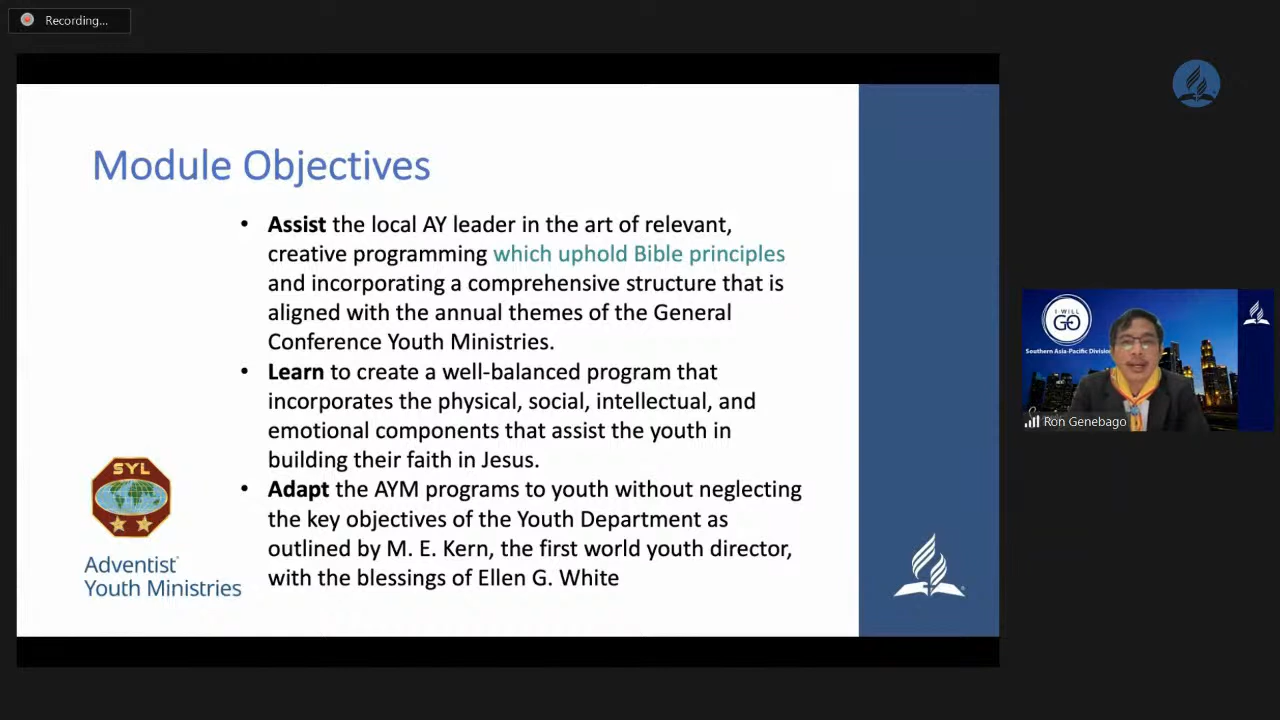 Recording...
Module Objectives
• Assist the local AY leader in the art of relevant,
creative programming which uphold Bible principles
and incorporating a comprehensive structure that is
aligned with the annual themes of the General
Conference Youth Ministries.
• Learn to create a well-balanced program that
incorporates the physical, social, intellectual, and
emotional components that assist the youth in
building their faith in Jesus.
• Adapt the AYM programs to youth without neglecting
the key objectives of the Youth Department as
outlined by M. E. Kern, the first world youth director,
with the blessings of Ellen G. White
SYL
Adventist
Youth Ministries
I WILL
GO
Southern Asia-Pacific Division
Ron Genebago